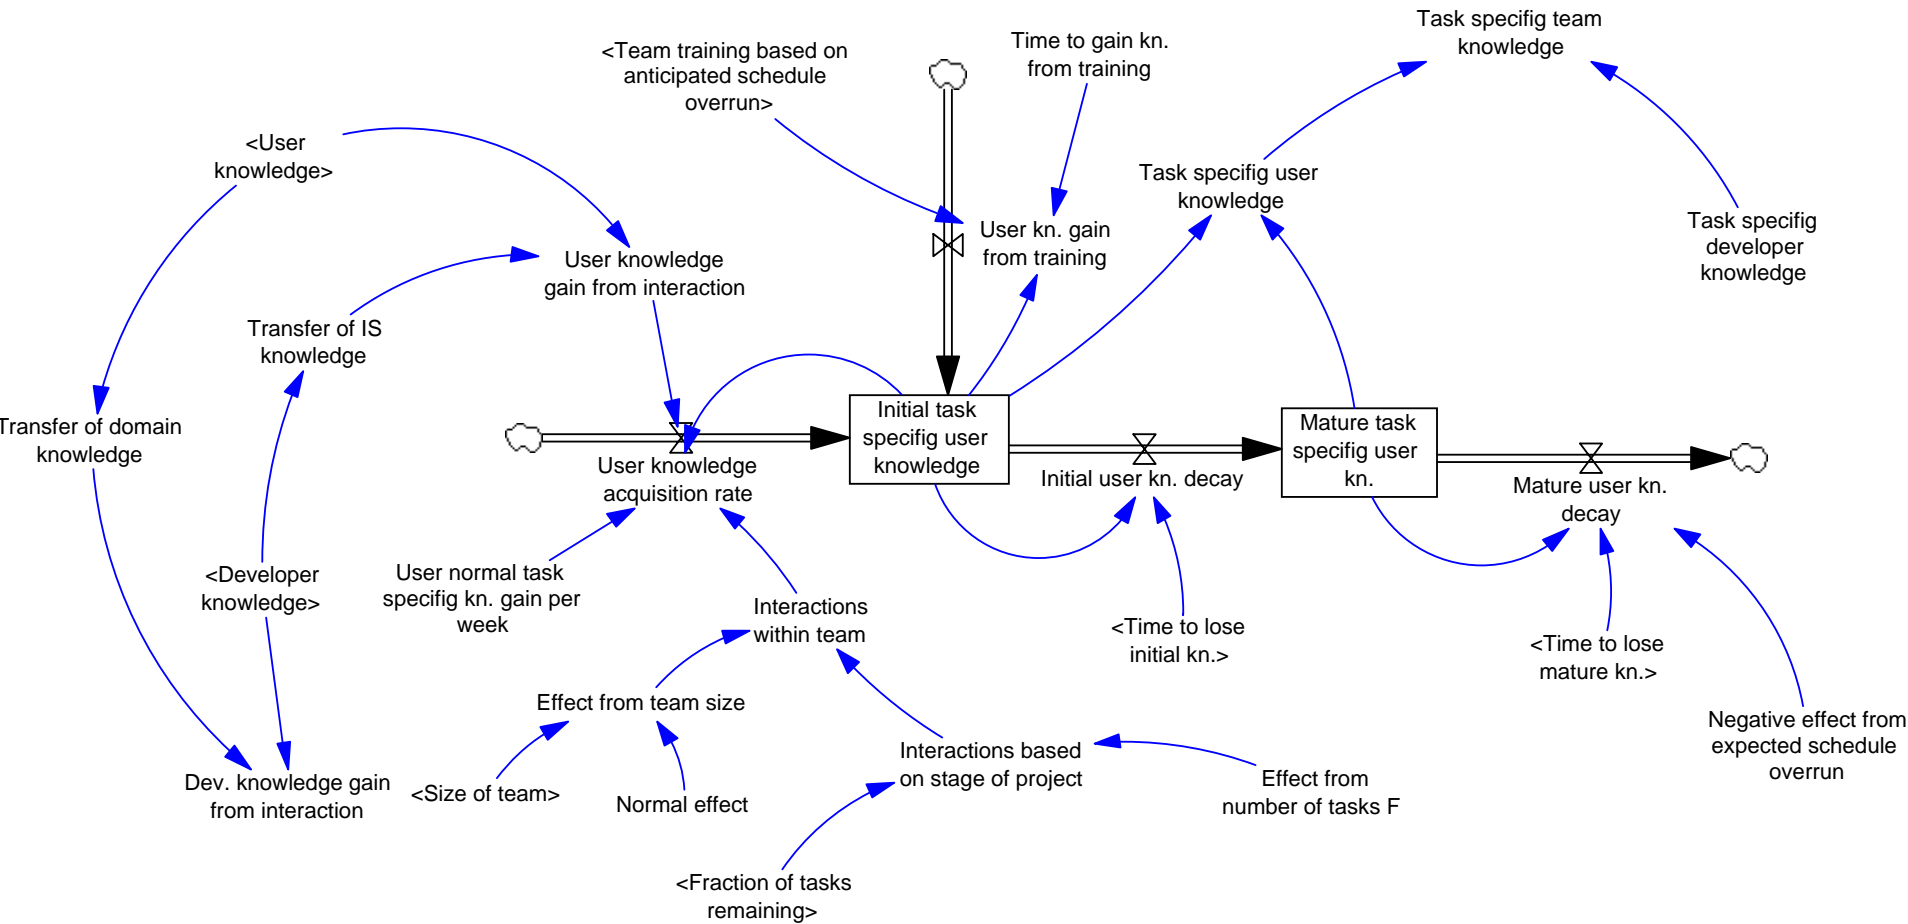 Task specifig team
knowledge
<Team training based on
anticipated schedule
overrun>
Time to gain kn.
from training
<User
knowledge>
Task specifig user
knowledge
Task specifig
developer
knowledge
User kn. gain
from training
User knowledge
gain from interaction
Transfer of IS
knowledge
Transfer of domain
knowledge
Initial task
specifig user
knowledge
Mature task
specifig user
kn.
User knowledge
acquisition rate
Initial user kn. decay
Mature user kn.
decay
<Developer
knowledge>
User normal task
specifig kn. gain per
week
Interactions
within team
<Time to lose
initial kn.>
<Time to lose
mature kn.>
Effect from team size
Negative effect from
expected schedule
overrun
Interactions based
on stage of project
Dev. knowledge gain
from interaction
<Size of team>
Normal effect
Effect from
number of tasks F
<Fraction of tasks
remaining>